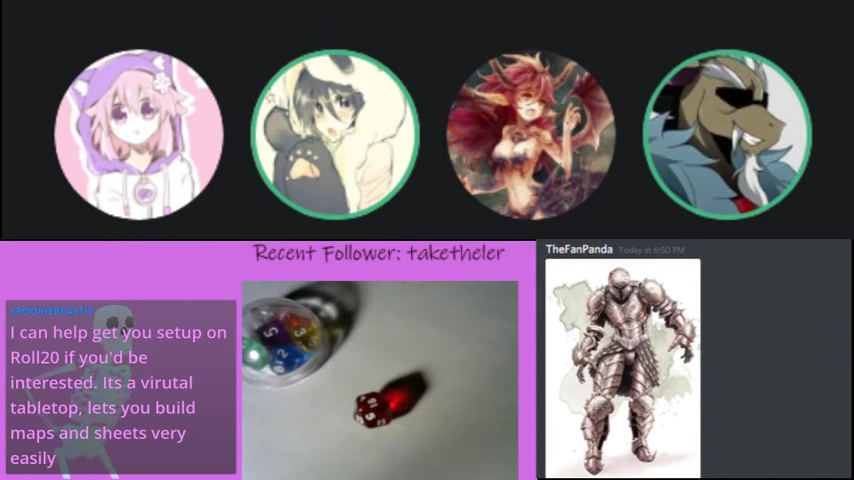 Recent Follower: taketheler
TheFanPanda Today at 6:50 PM
SPOOKIEBEASTIE
I can help get you setup on
Roll20 if you'd be
interested. Its a virutal
tabletop, lets you build
maps and sheets very
easily